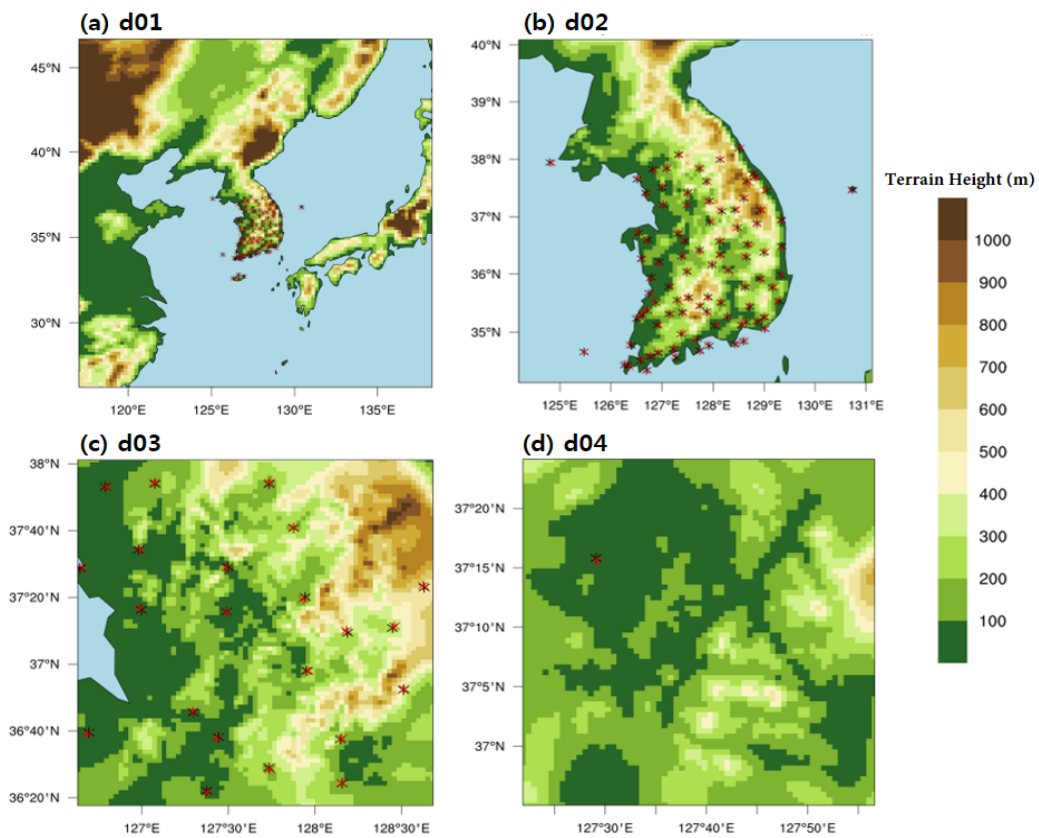 (a) d01
45°N
40°N
35°N
30°N
120°E
125°E
130°E
135°E
(b) d02
40°N
39°N
38°N
37°N
36°N
35°N
125°E
126°E
127°E
128°E
129°E
130°E
131°E
Terrain Height (m)
1000
900
800
700
600
500
400
300
200
100
(c) d03
38°N
37°40'N
37°20'N
37°N
36°40'N
36°20'N
127°E
127°30'E
128°E
128°30'E
(d) d04
37°20'N
37°15'N
37°10'N
37°5'N
37°N
127°30'E
127°40'E
127°50'E